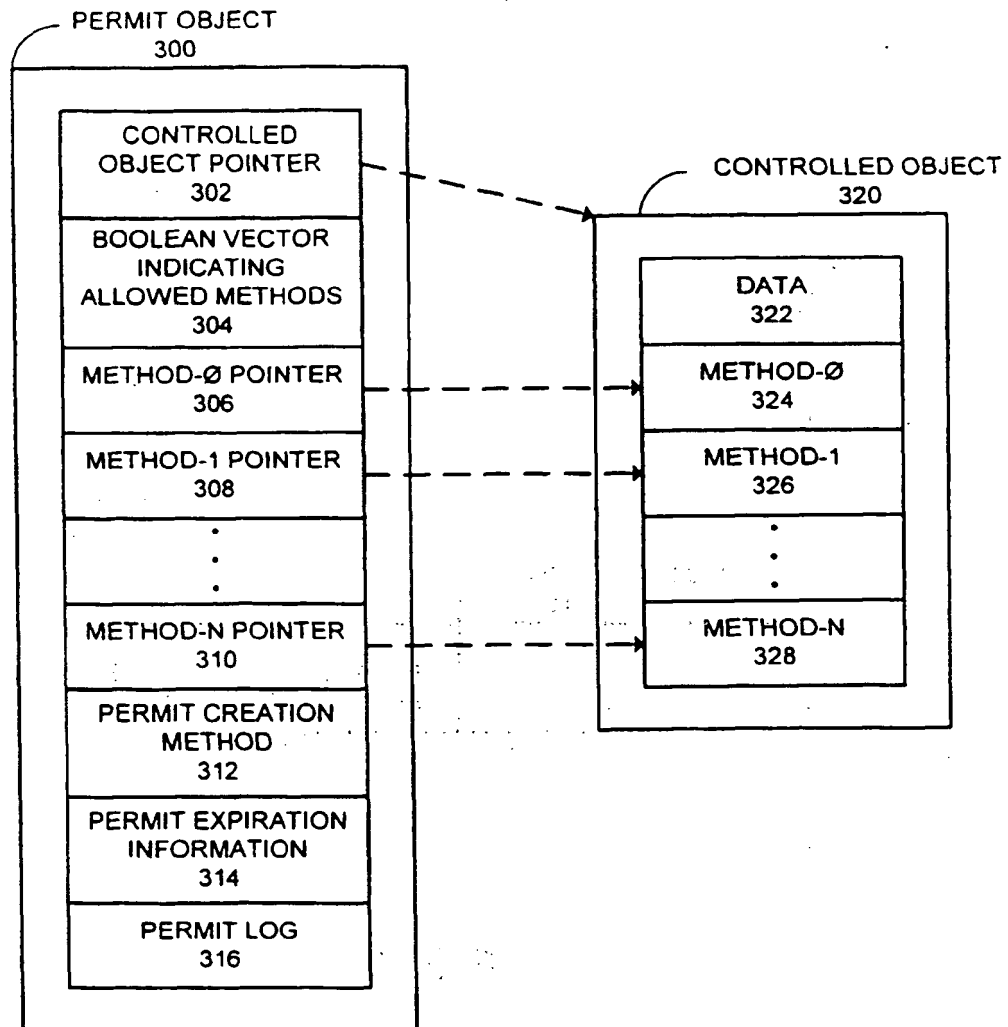 PERMIT OBJECT
300
CONTROLLED
OBJECT POINTER
302
BOOLEAN VECTOR
INDICATING
ALLOWED METHODS
304
METHOD-Ø POINTER
306
METHOD-1 POINTER
308
METHOD-N POINTER
310
PERMIT CREATION
METHOD
312
PERMIT EXPIRATION
INFORMATION
314
PERMIT LOG
316
CONTROLLED OBJECT
320
DATA
322
METHOD-Ø
324
METHOD-1
326
METHOD-N
328